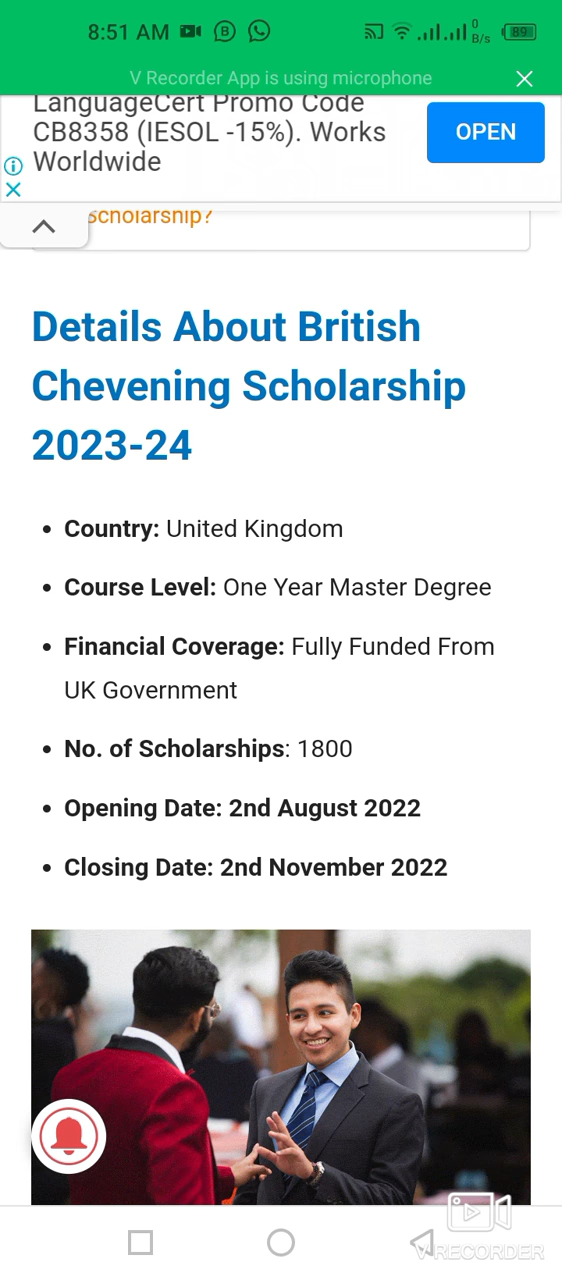 8:51 AM
0
B/s
89
V Recorder App is using microphone
LanguageCert Promo Code
CB8358 (IESOL -15%). Works
Worldwide
OPEN
Scholarship?
Details About British
Chevening Scholarship
2023-24
• Country: United Kingdom
• Course Level: One Year Master Degree
• Financial Coverage: Fully Funded From
UK Government
• No. of Scholarships: 1800
• Opening Date: 2nd August 2022
• Closing Date: 2nd November 2022
V RECORDER